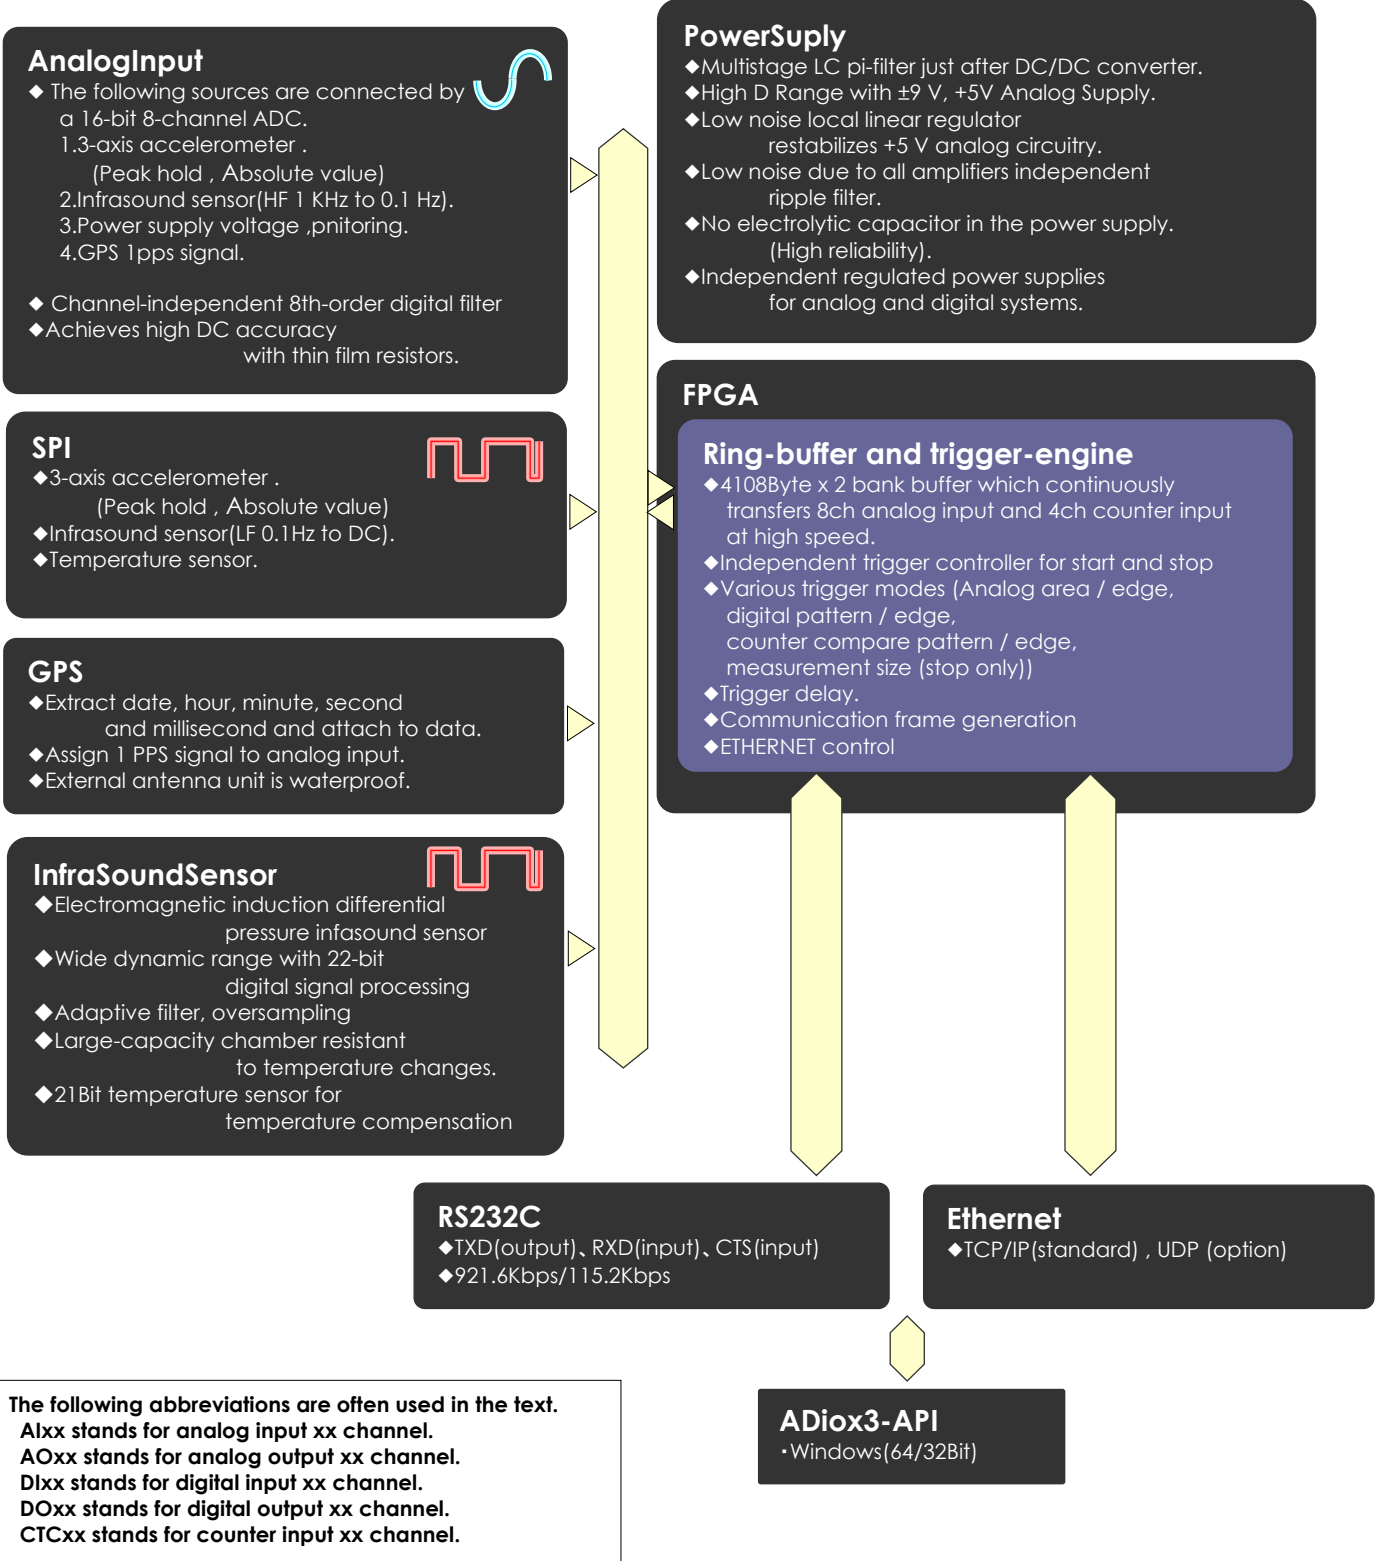 AnalogInput
◆ The following sources are connected by
a 16-bit 8-channel ADC.
1.3-axis accelerometer .
(Peak hold , Absolute value)
2.Infrasound sensor(HF 1 KHz to 0.1 Hz).
3.Power supply voltage ,pnitoring.
4.GPS 1pps signal.
◆ Channel-independent 8th-order digital filter
◆Achieves high DC accuracy
with thin film resistors.
SPI
◆3-axis accelerometer .
(Peak hold , Absolute value)
◆Infrasound sensor(LF 0.1Hz to DC).
◆Temperature sensor.
GPS
◆Extract date, hour, minute, second
and millisecond and attach to data.
◆Assign 1 PPS signal to analog input.
◆External antenna unit is waterproof.
InfraSoundSensor
◆Electromagnetic induction differential
pressure infasound sensor
◆Wide dynamic range with 22-bit
digital signal processing
◆Adaptive filter, oversampling
◆Large-capacity chamber resistant
to temperature changes.
◆21Bit temperature sensor for
temperature compensation
PowerSuply
◆Multistage LC pi-filter just after DC/DC converter.
◆High D Range with ±9 V, +5V Analog Supply.
◆Low noise local linear regulator
restabilizes +5 V analog circuitry.
◆Low noise due to all amplifiers independent
ripple filter.
◆No electrolytic capacitor in the power supply.
(High reliability).
◆Independent regulated power supplies
for analog and digital systems.
FPGA
Ring-buffer and trigger-engine
◆4108Byte x 2 bank buffer which continuously
transfers 8ch analog input and 4ch counter input
at high speed.
◆Independent trigger controller for start and stop
◆Various trigger modes (Analog area / edge,
digital pattern / edge,
counter compare pattern / edge,
measurement size (stop only))
◆Trigger delay.
◆Communication frame generation
◆ETHERNET control
RS232C
◆TXD(output)、RXD(input)、CTS(input)
◆921.6Kbps/115.2Kbps
Ethernet
◆TCP/IP(standard) , UDP (option)
ADiox3-API
・Windows(64/32Bit)
The following abbreviations are often used in the text.
AIxx stands for analog input xx channel.
AOxx stands for analog output xx channel.
DIxx stands for digital input xx channel.
DOxx stands for digital output xx channel.
CTCxx stands for counter input xx channel.